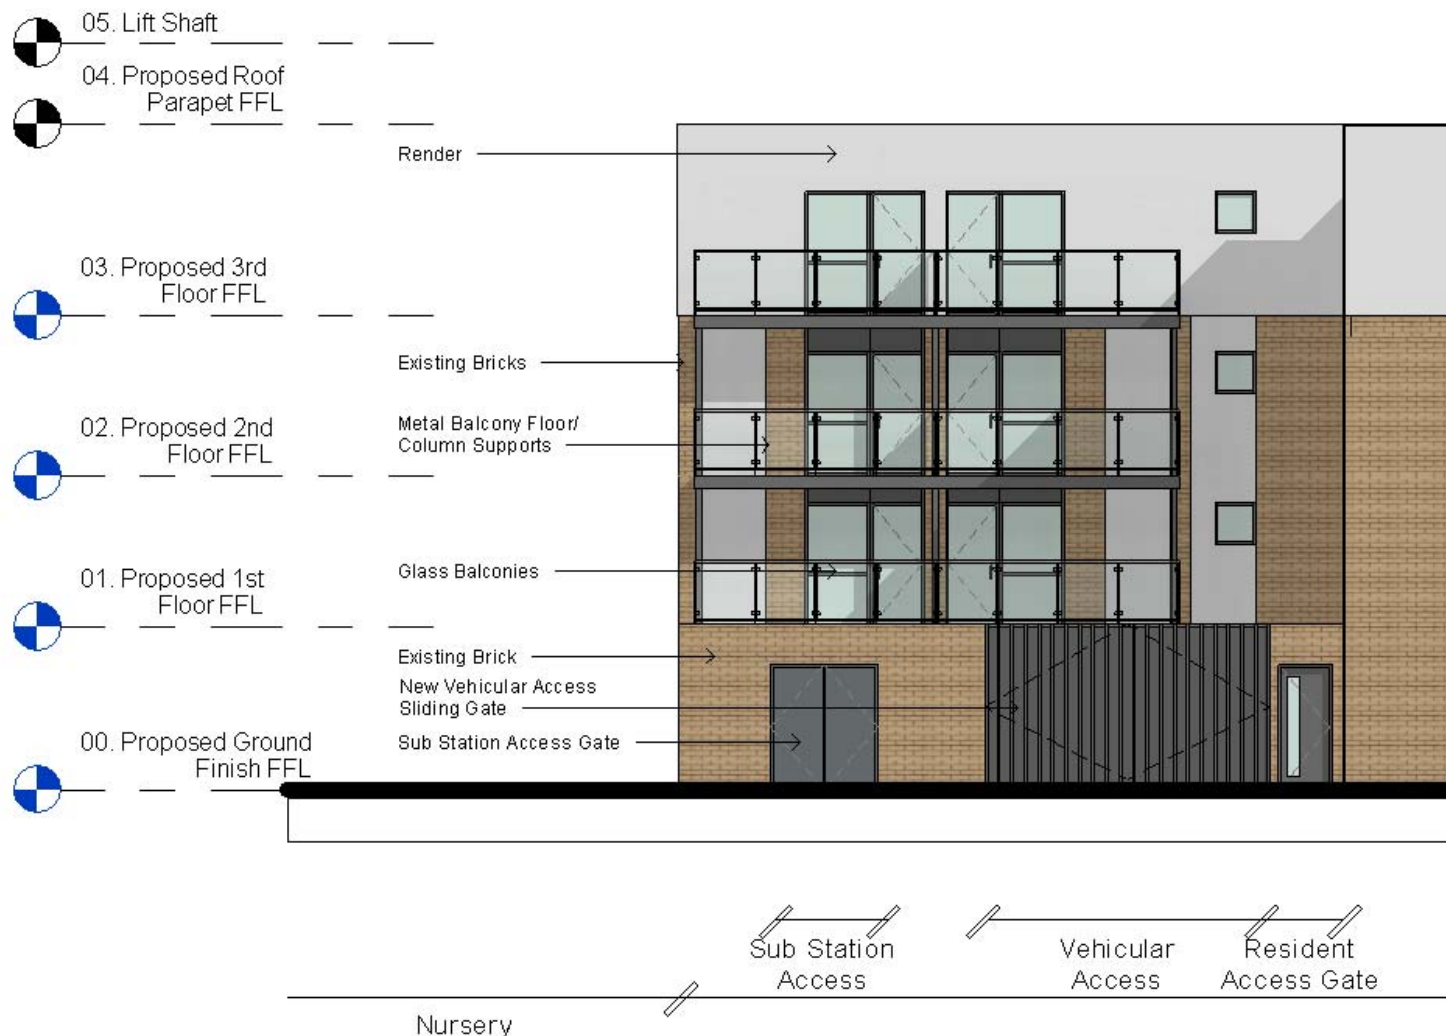 05. Lift Shaft
04. Proposed Roof
Parapet FFL
Render
03. Proposed 3rd
Floor FFL
Existing Bricks
02. Proposed 2nd
Floor FFL
Metal Balcony Floor/
Column Supports
01. Proposed 1st
Floor FFL
Glass Balconies
Existing Brick
New Vehicular Access
Sliding Gate
00. Proposed Ground
Finish FFL
Sub Station Access Gate
Sub Station
Access
Vehicular
Access
Resident
Access Gate
Nursery